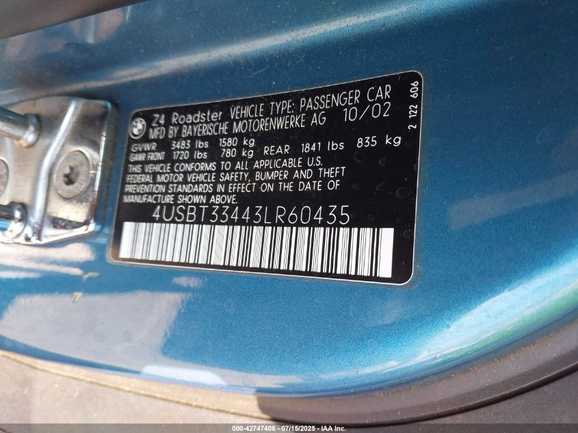 BMW
Z4 Roadster VEHICLE TYPE: PASSENGER CAR
MFD BY BAYERISCHE MOTORENWERKE AG 10/02
GVWR 3483 lbs 1580 kg
GAWR FRONT 1720 lbs 780 kg REAR 1841 lbs 835 kg
THIS VEHICLE CONFORMS TO ALL APPLICABLE U.S.
FEDERAL MOTOR VEHICLE SAFETY, BUMPER, AND THEFT
PREVENTION STANDARDS IN EFFECT ON THE DATE OF
MANUFACTURE SHOWN ABOVE.
4USBT33443LR60435
2 122 606
000-42747408 - 07/15/2025 - IAA Inc.